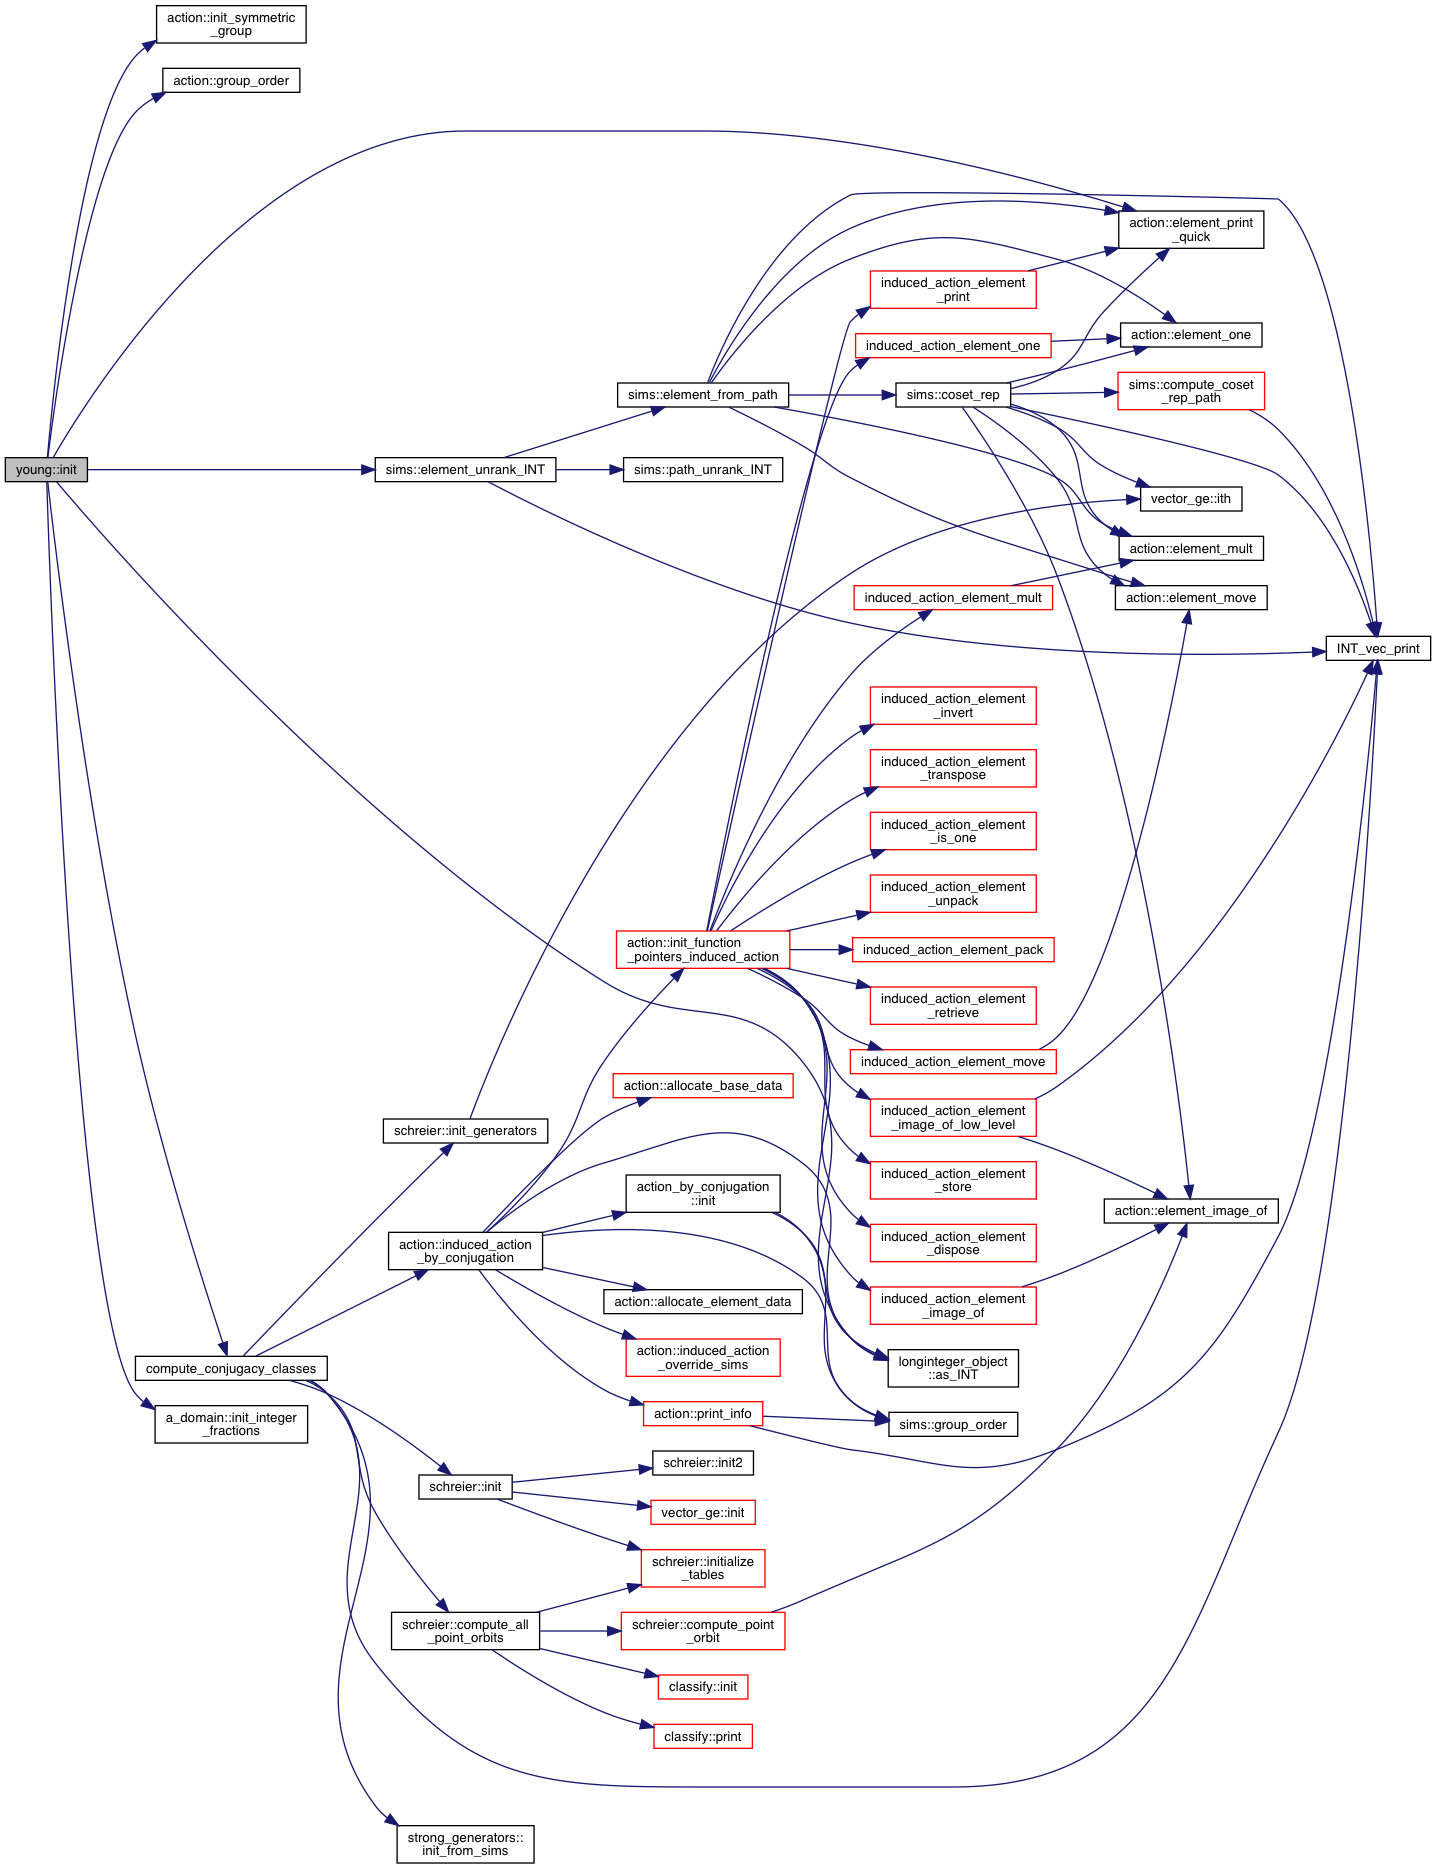 action::init_symmetric
_group
action::group_order
young::init
sims::element_unrank_INT
compute_conjugacy_classes
a_domain::init_integer
_fractions
sims::element_from_path
sims::path_unrank_INT
schreier::init_generators
action::induced_action
_by_conjugation
schreier::init
schreier::compute_all
_point_orbits
strong_generators::
init_from_sims
action::init_function
_pointers_induced_action
action::allocate_base_data
action_by_conjugation
::init
action::allocate_element_data
action::induced_action
_override_sims
action::print_info
schreier::init2
vector_ge::init
schreier::initialize
_tables
schreier::compute_point
_orbit
classify::init
classify::print
induced_action_element
_print
induced_action_element_one
sims::coset_rep
induced_action_element_mult
induced_action_element
_invert
induced_action_element
_transpose
induced_action_element
_is_one
induced_action_element
_unpack
induced_action_element_pack
induced_action_element
_retrieve
induced_action_element_move
induced_action_element
_image_of_low_level
induced_action_element
_store
induced_action_element
_dispose
induced_action_element
_image_of
longinteger_object
::as_INT
sims::group_order
action::element_print
_quick
action::element_one
sims::compute_coset
_rep_path
vector_ge::ith
action::element_mult
action::element_move
action::element_image_of
INT_vec_print